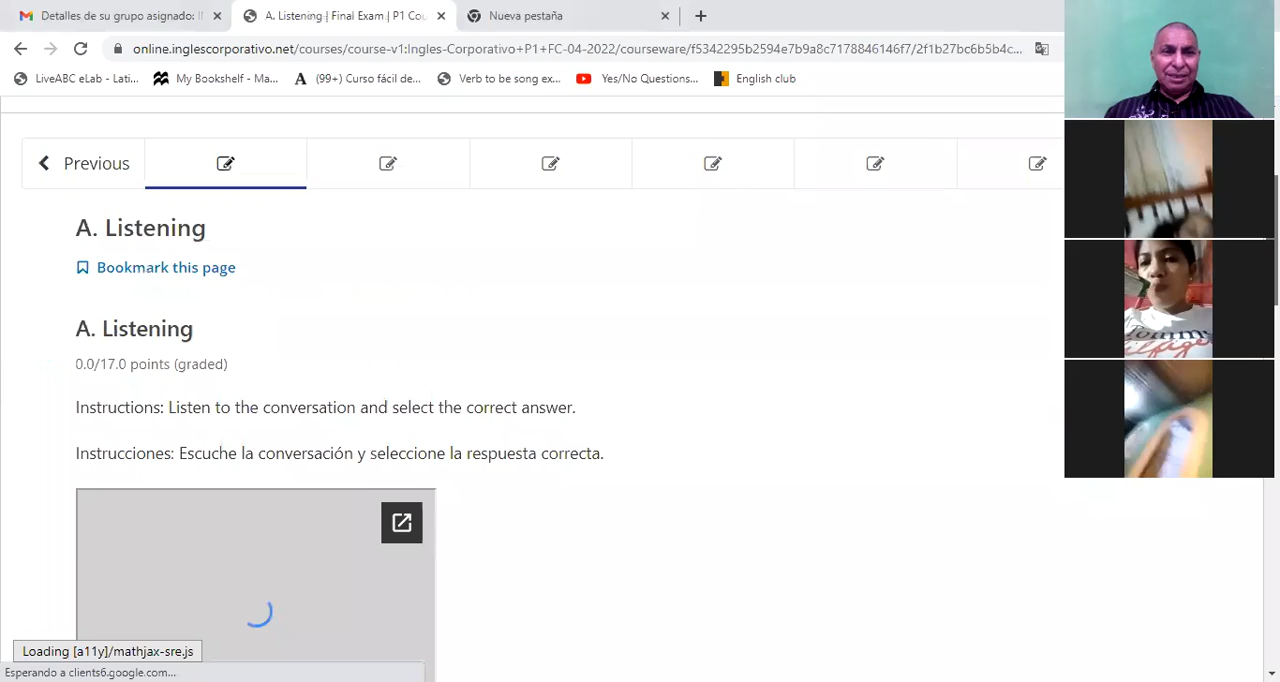 Detalles de su grupo asignado: I
A. Listening | Final Exam | P1 Cou
Nueva pestaña
online.inglescorporativo.net/courses/course-v1:Ingles-Corporativo+P1+FC-04-2022/courseware/f5342295b2594e7b9a8c7178846146f7/2f1b27bc6b5b4c...
LiveABC eLab - Lati...
My Bookshelf - Ma...
(99+) Curso fácil de...
Verb to be song ex...
Yes/No Questions...
English club
Previous
A. Listening
Bookmark this page
A. Listening
0.0/17.0 points (graded)
Instructions: Listen to the conversation and select the correct answer.
Instrucciones: Escuche la conversación y seleccione la respuesta correcta.
Loading [a11y]/mathjax-sre.js
Esperando a clients6.google.com...